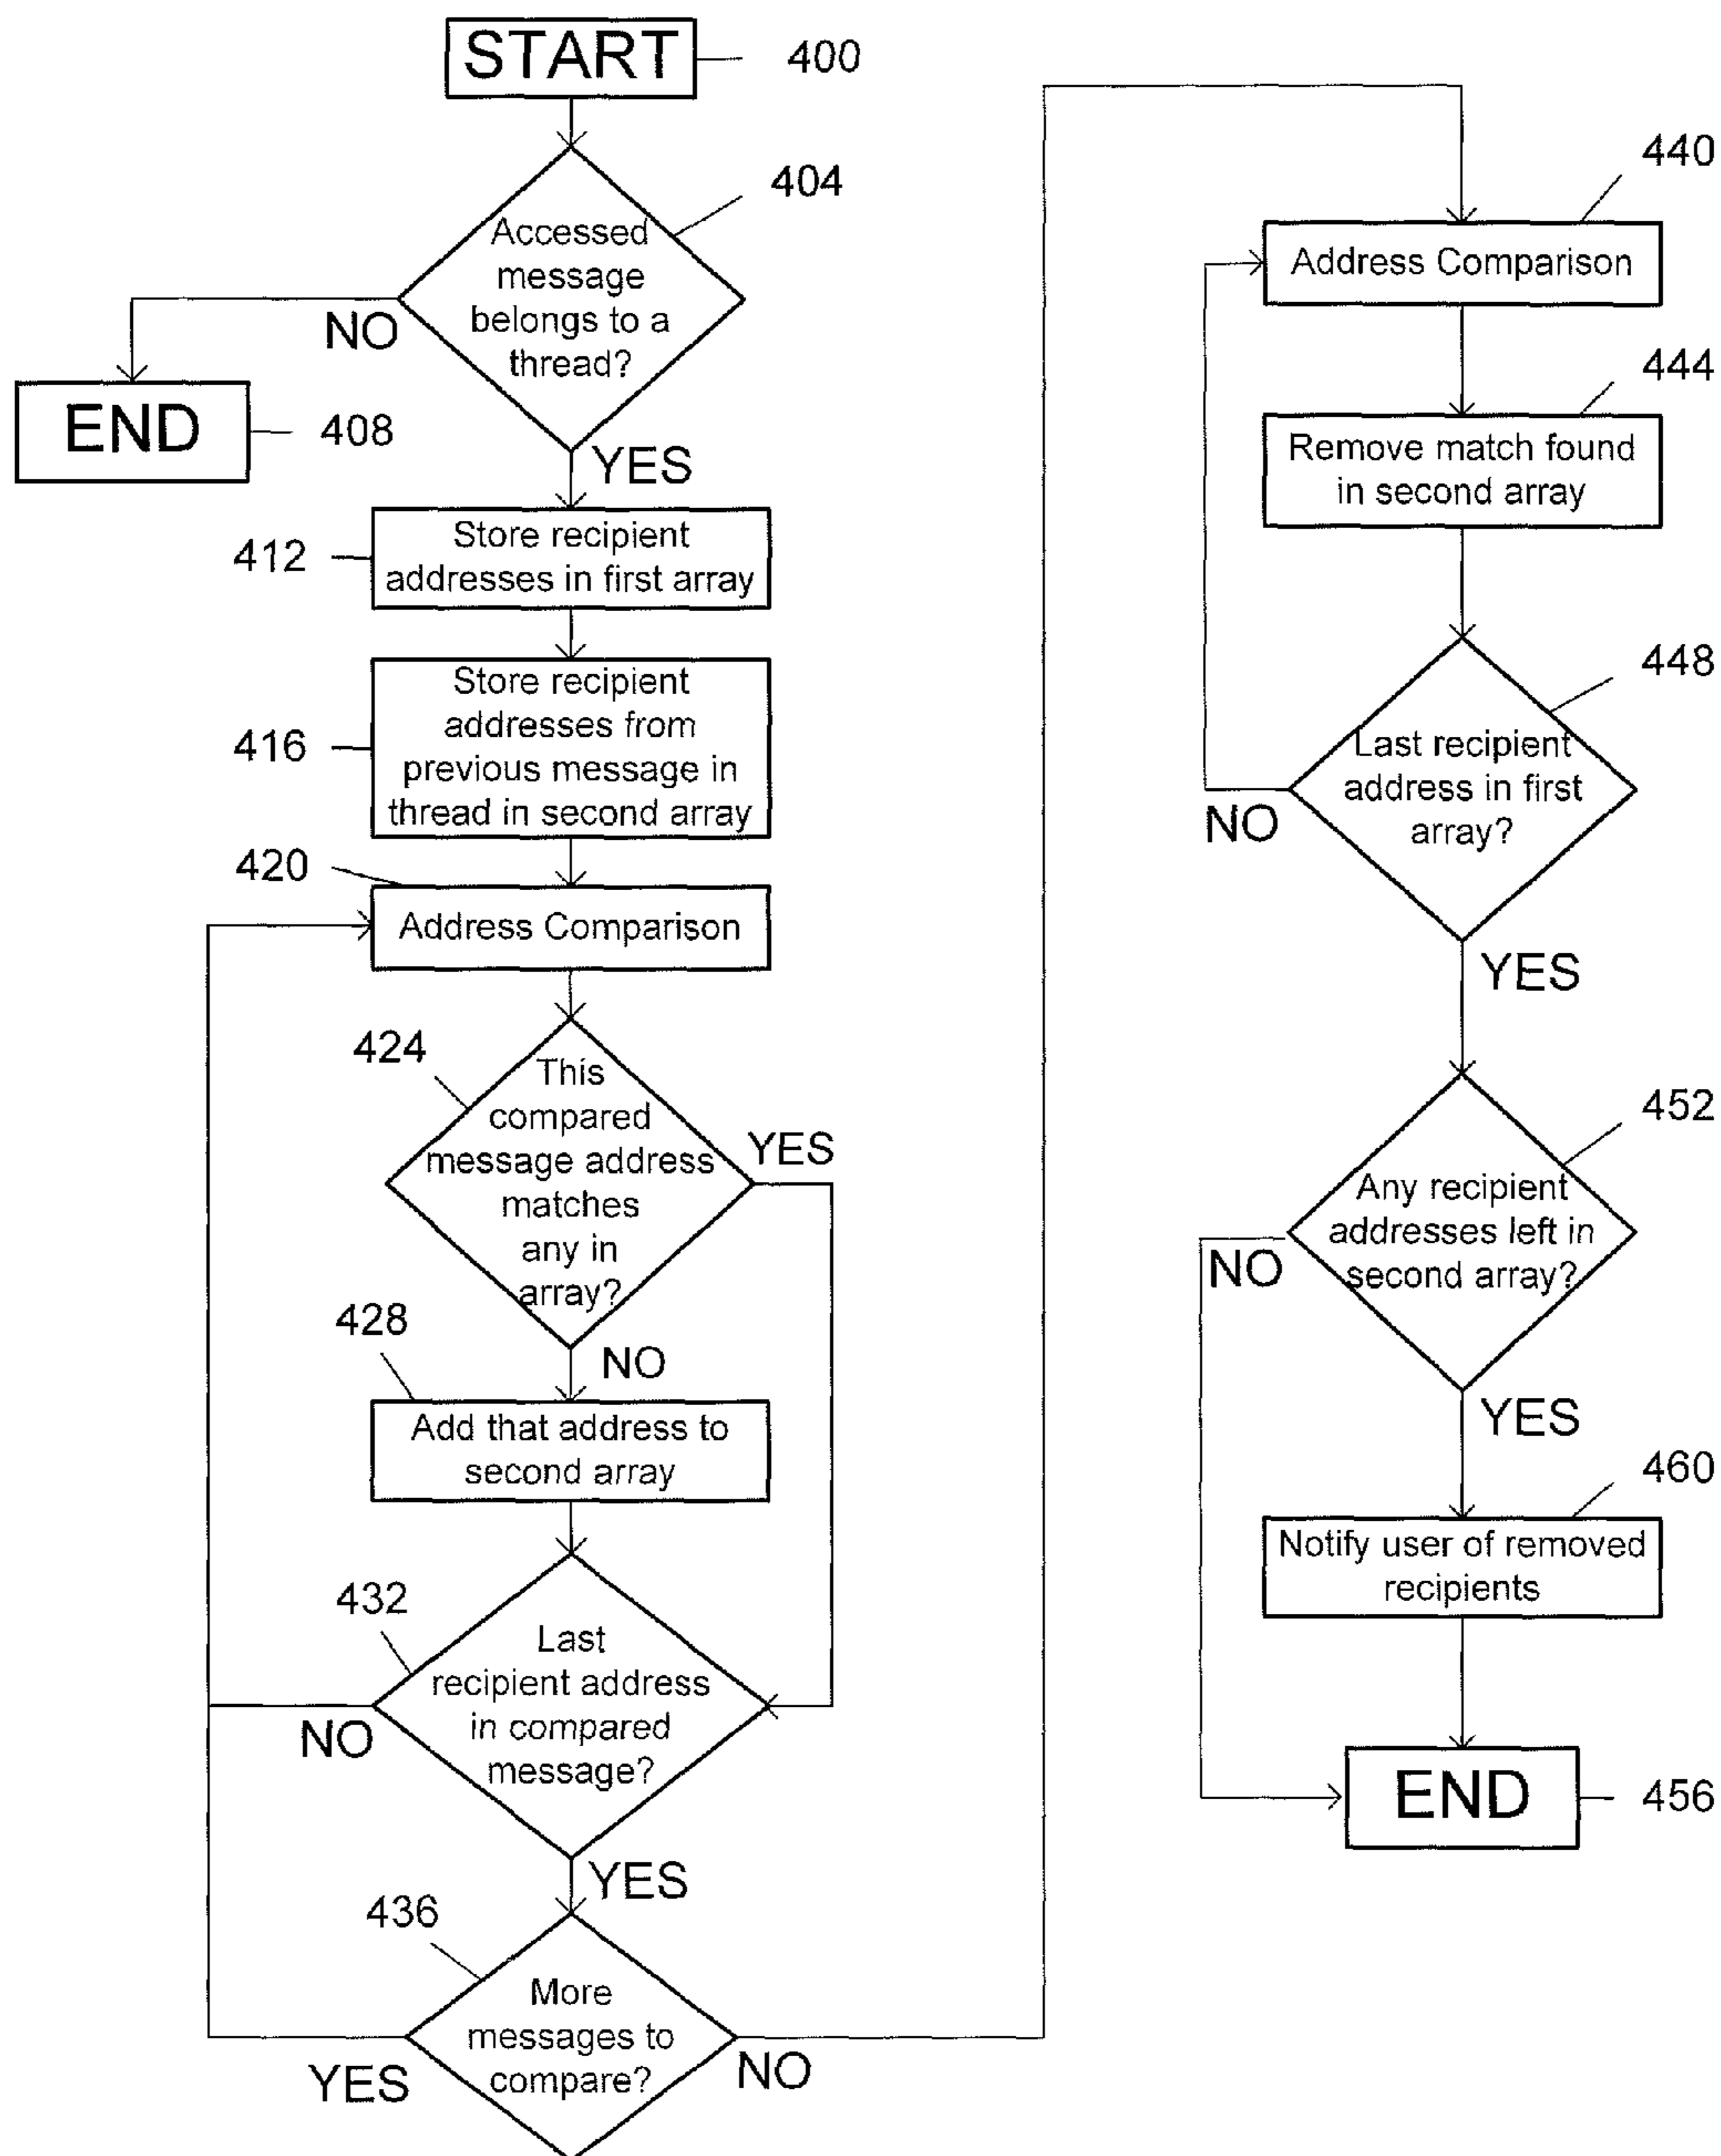 START
400
404
Accessed
message
belongs to a
thread?
NO
END
408
YES
412
Store recipient
addresses in first array
416
Store recipient
addresses from
previous message in
thread in second array
420
Address Comparison
424
This
compared
message address
matches
any in
array?
YES
NO
428
Add that address to
second array
432
Last
recipient address
in compared
message?
NO
YES
436
More
messages to
compare?
YES
NO
440
Address Comparison
444
Remove match found
in second array
448
Last recipient
address in first
array?
NO
YES
452
Any recipient
addresses left in
second array?
NO
YES
460
Notify user of removed
recipients
END
456